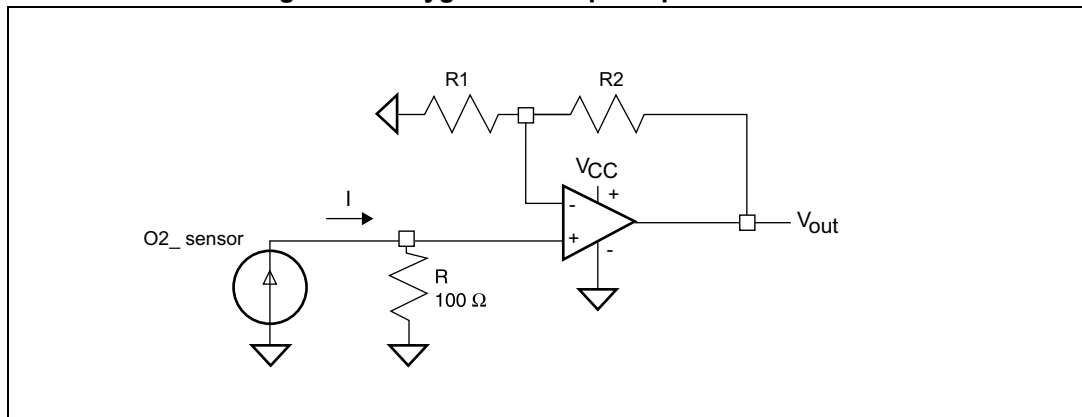 R1
R2
VCC
+
-
I
O2_ sensor
+
-
Vout
R
100 Ω